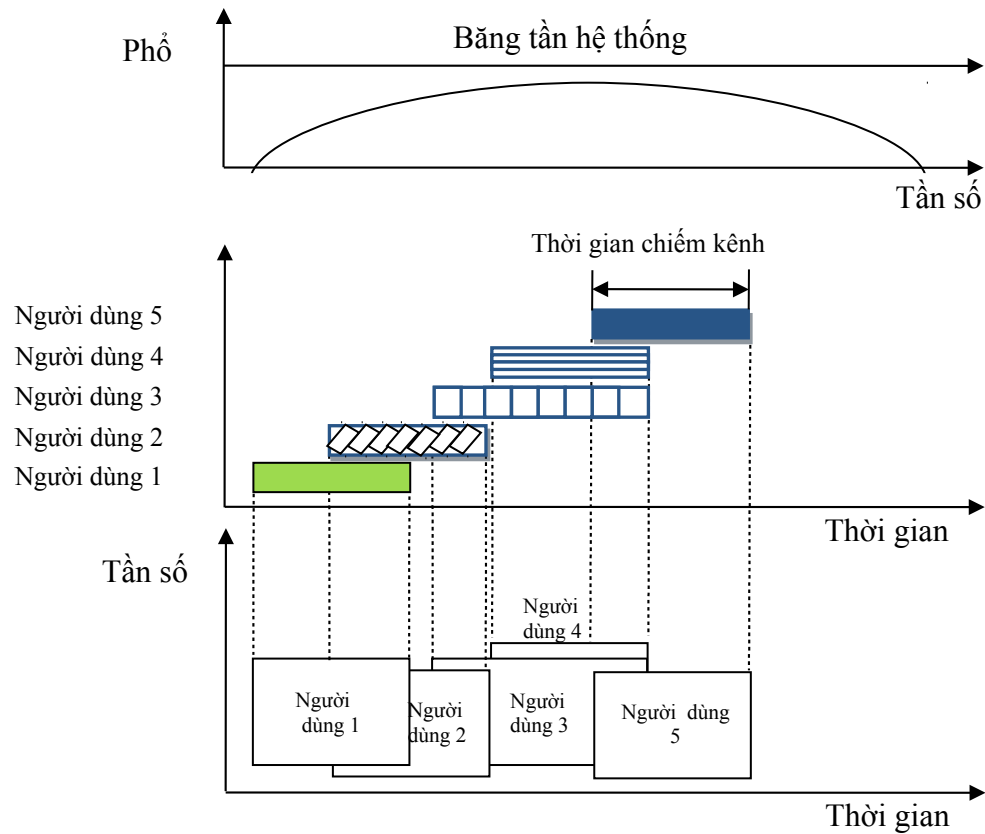 Phổ
Băng tần hệ thống
Tần số
Thời gian chiếm kênh
Người dùng 5
Người dùng 4
Người dùng 3
Người dùng 2
Người dùng 1
Thời gian
Tần số
Người
dùng 4
Người
dùng 1
Người
dùng 2
Người
dùng 3
Người dùng
5
Thời gian